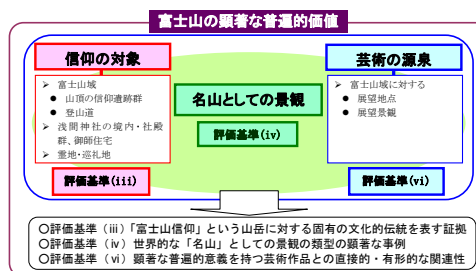 富士山の顕著な普遍的価値
信仰の対象
➢ 富士山域
● 山頂の信仰遺跡群
● 登山道
➢ 浅間神社の境内・社殿
群、御師住宅
➢ 霊地・巡礼地
評価基準(iii)
名山としての景観
評価基準(iv)
芸術の源泉
➢ 富士山域に対する
● 展望地点
● 展望景観
評価基準(vi)
〇評価基準（iii）「富士山信仰」という山岳に対する固有の文化的伝統を表す証拠
〇評価基準（iv）世界的な「名山」としての景観の類型の顕著な事例
〇評価基準（vi）顕著な普遍的意義を持つ芸術作品との直接的・有形的な関連性